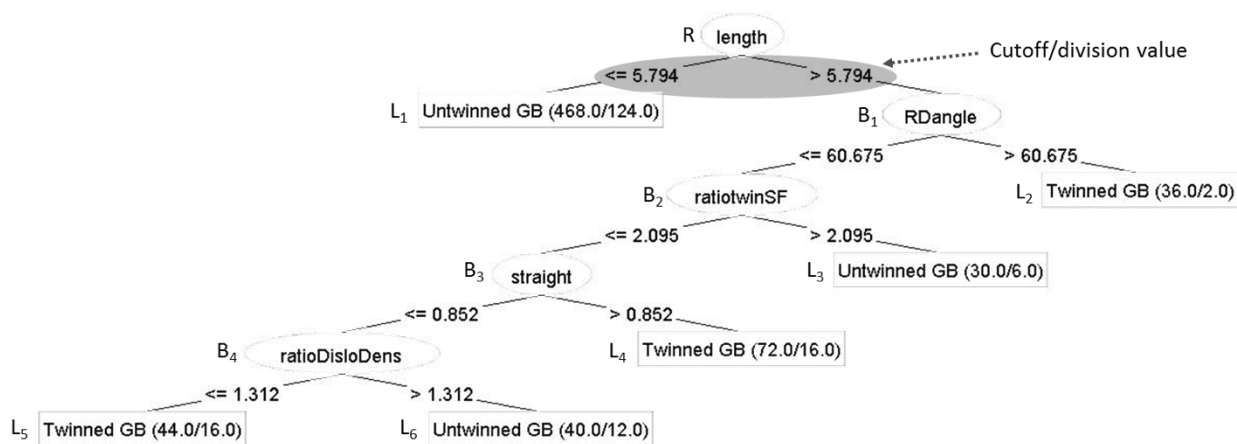 R length
Cutoff/division value
<= 5.794 > 5.794
L1 Untwinned GB (468.0/124.0)
B1 RDangle
<= 60.675 > 60.675
B2 ratiotwinSF
L2 Twinned GB (36.0/2.0)
<= 2.095 > 2.095
B3 straight
L3 Untwinned GB (30.0/6.0)
<= 0.852 > 0.852
B4 ratioDisloDens
L4 Twinned GB (72.0/16.0)
<= 1.312 > 1.312
L5 Twinned GB (44.0/16.0)
L6 Untwinned GB (40.0/12.0)